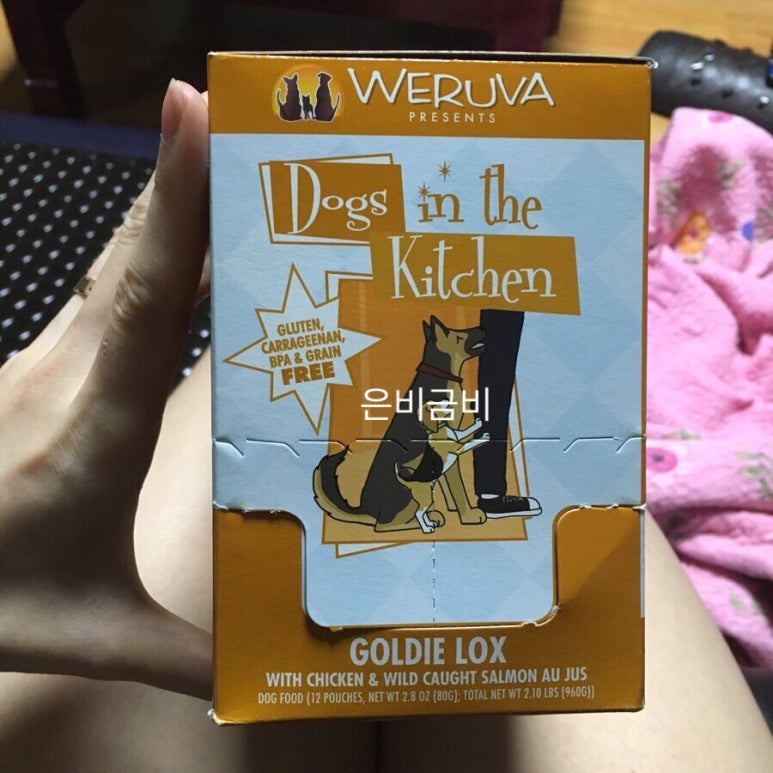 WERUVA
PRESENTS
Dogs in the
Kitchen
GLUTEN,
CARRAGEENAN,
BPA & GRAIN
FREE
은비금비
GOLDIE LOX
WITH CHICKEN & WILD CAUGHT SALMON AU JUS
DOG FOOD (12 POUCHES, NET WT 2.8 OZ (80G); TOTAL NET WT 2.10 LBS (960G))